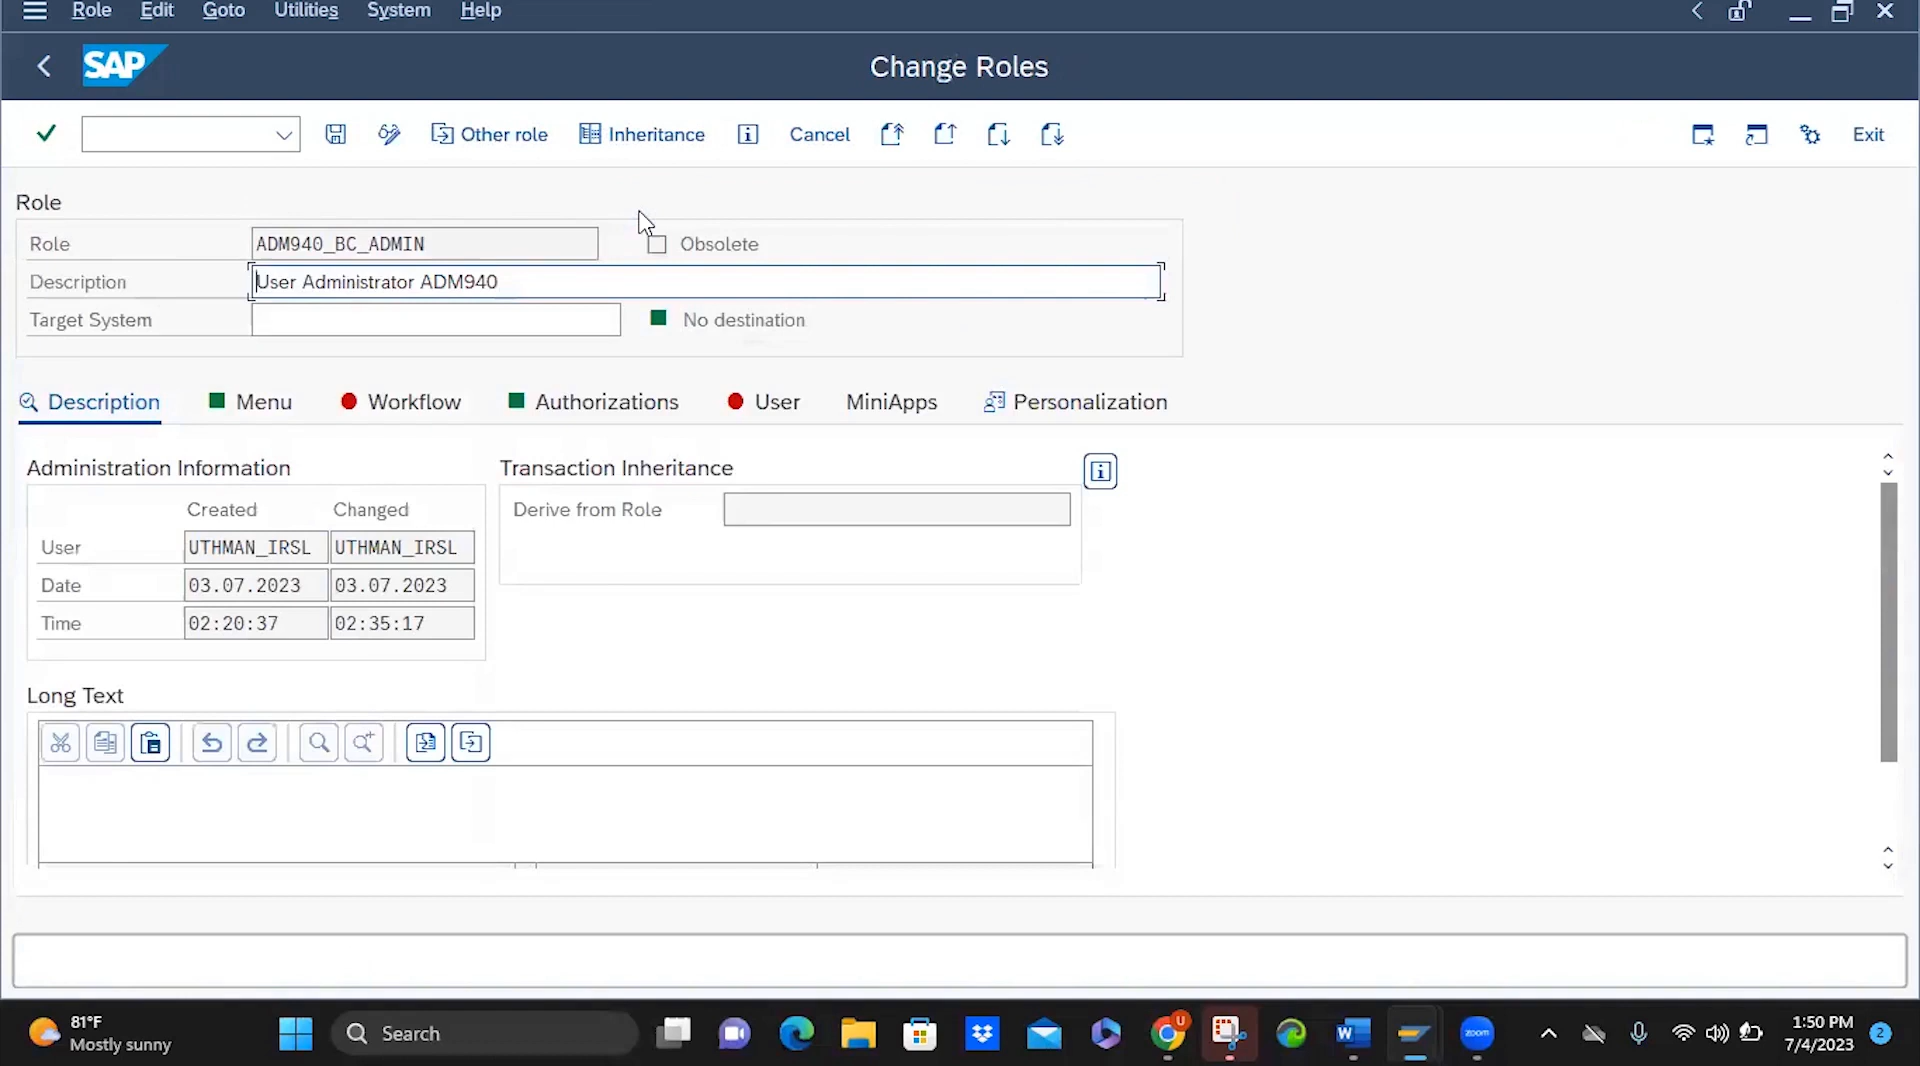 Role Edit Goto Utilities System Help
SAP Change Roles
Other role Inheritance Cancel Exit
Role
Role ADM940_BC_ADMIN Obsolete
Description User Administrator ADM940
Target System No destination
Description Menu Workflow Authorizations User MiniApps Personalization
Administration Information Transaction Inheritance
Created Changed Derive from Role
User UTHMAN_IRSL UTHMAN_IRSL
Date 03.07.2023 03.07.2023
Time 02:20:37 02:35:17
Long Text
81°F
Mostly sunny
Search
U
W
zoom
1:50 PM
7/4/2023
2